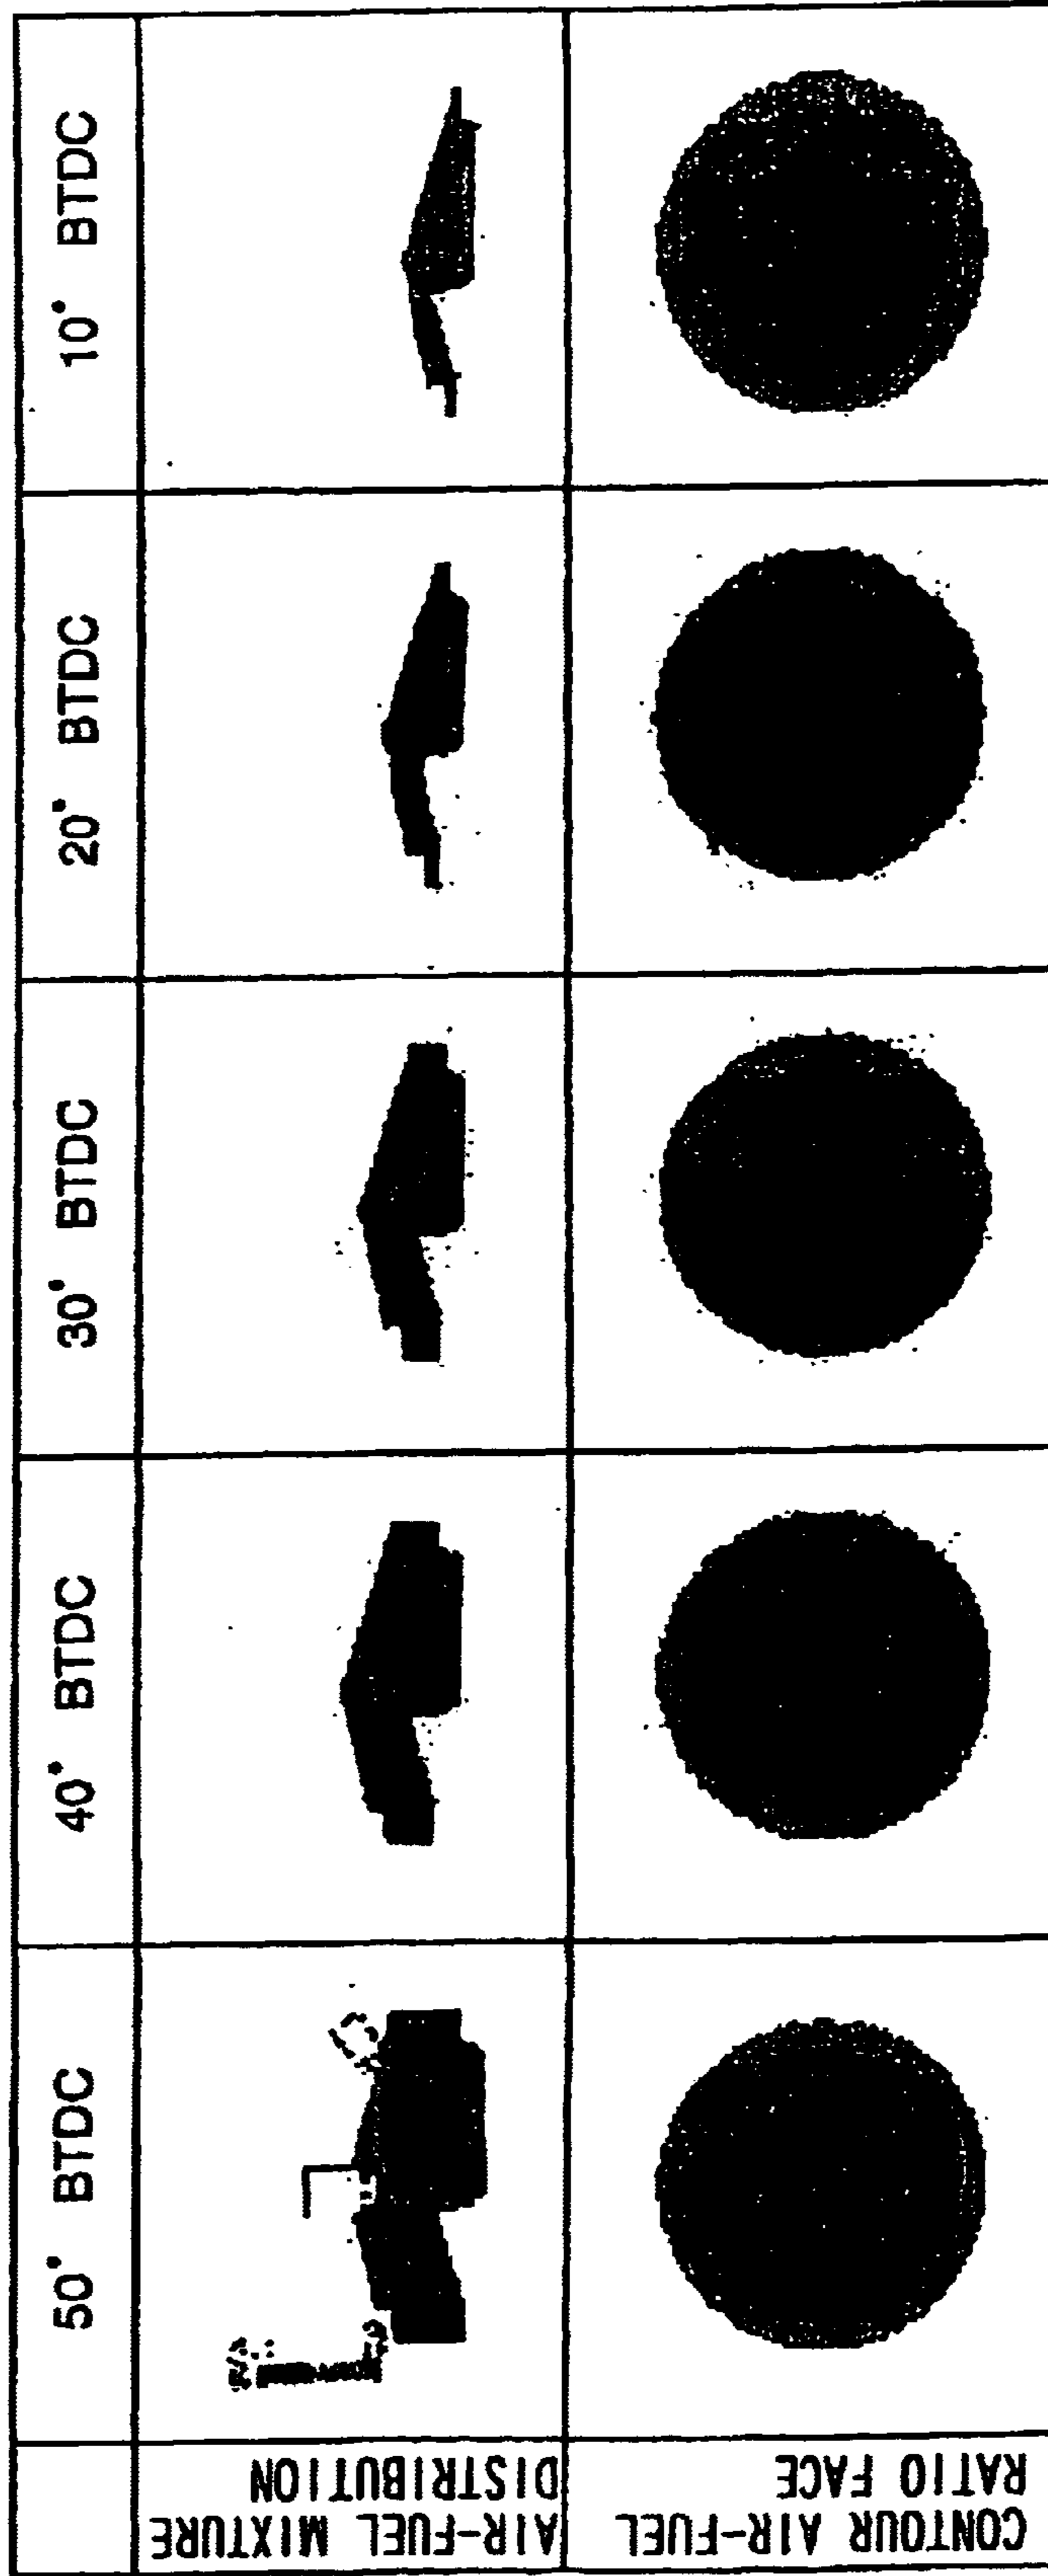 50° BTDC
40° BTDC
30° BTDC
20° BTDC
10° BTDC
AIR-FUEL MIXTURE
DISTRIBUTION
CONTOUR AIR-FUEL
RATIO FACE